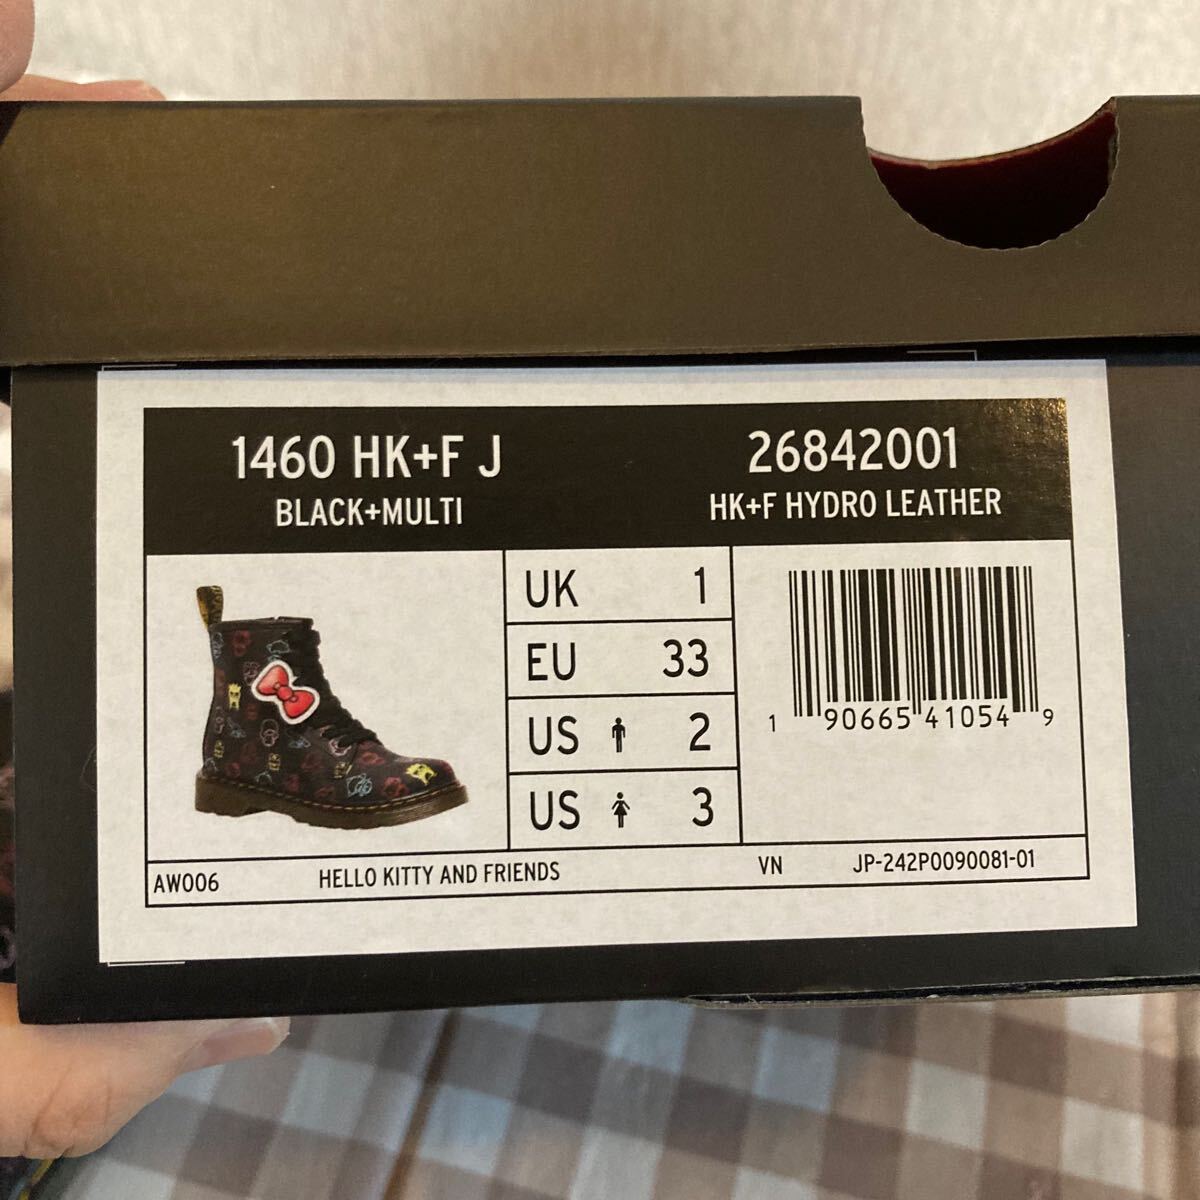 1460 HK+F J
BLACK+MULTI
26842001
HK+F HYDRO LEATHER
UK 1
EU 33
US 2
US 3
1 90665 41054 9
AW006
HELLO KITTY AND FRIENDS
VN
JP-242P0090081-01